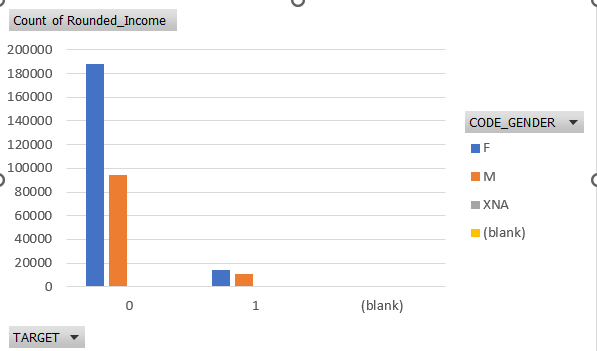 Count of Rounded_Income
200000
180000
160000
140000
120000
100000
80000
60000
40000
20000
0
0 1 (blank)
CODE_GENDER
F
M
XNA
(blank)
TARGET